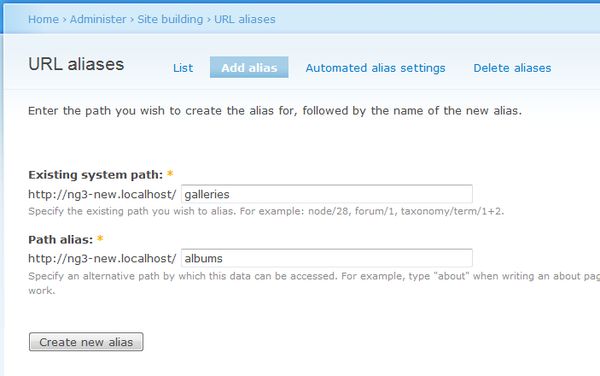 Home › Administer › Site building › URL aliases
URL aliases
List Add alias Automated alias settings Delete aliases
Enter the path you wish to create the alias for, followed by the name of the new alias.
Existing system path: *
http://ng3-new.localhost/ galleries
Specify the existing path you wish to alias. For example: node/28, forum/1, taxonomy/term/1+2.
Path alias: *
http://ng3-new.localhost/ albums
Specify an alternative path by which this data can be accessed. For example, type "about" when writing an about pag
work.
Create new alias